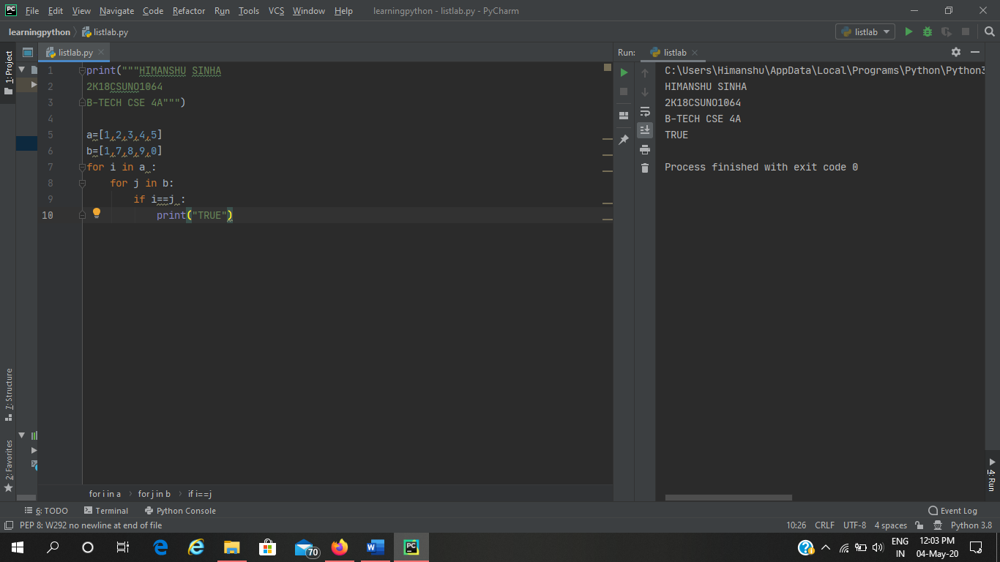 PC File Edit View Navigate Code Refactor Run Tools VCS Window Help learningpython - listlab.py - PyCharm
learningpython listlab.py listlab
1: Project
listlab.py
Run: listlab
1 print("""HIMANSHU SINHA
2 2K18CSUNO1064
3 B-TECH CSE 4A""")
4
5 a=[1,2,3,4,5]
6 b=[1,7,8,9,0]
7 for i in a :
8 for j in b:
9 if i==j :
10 print("TRUE")
C:\Users\Himanshu\AppData\Local\Programs\Python\Python3
HIMANSHU SINHA
2K18CSUNO1064
B-TECH CSE 4A
TRUE
Process finished with exit code 0
7: Structure
2: Favorites
4: Run
for i in a for j in b if i==j
6: TODO Terminal Python Console Event Log
PEP 8: W292 no newline at end of file 10:26 CRLF UTF-8 4 spaces Python 3.8
70 PC ENG 12:03 PM
IN 04-May-20